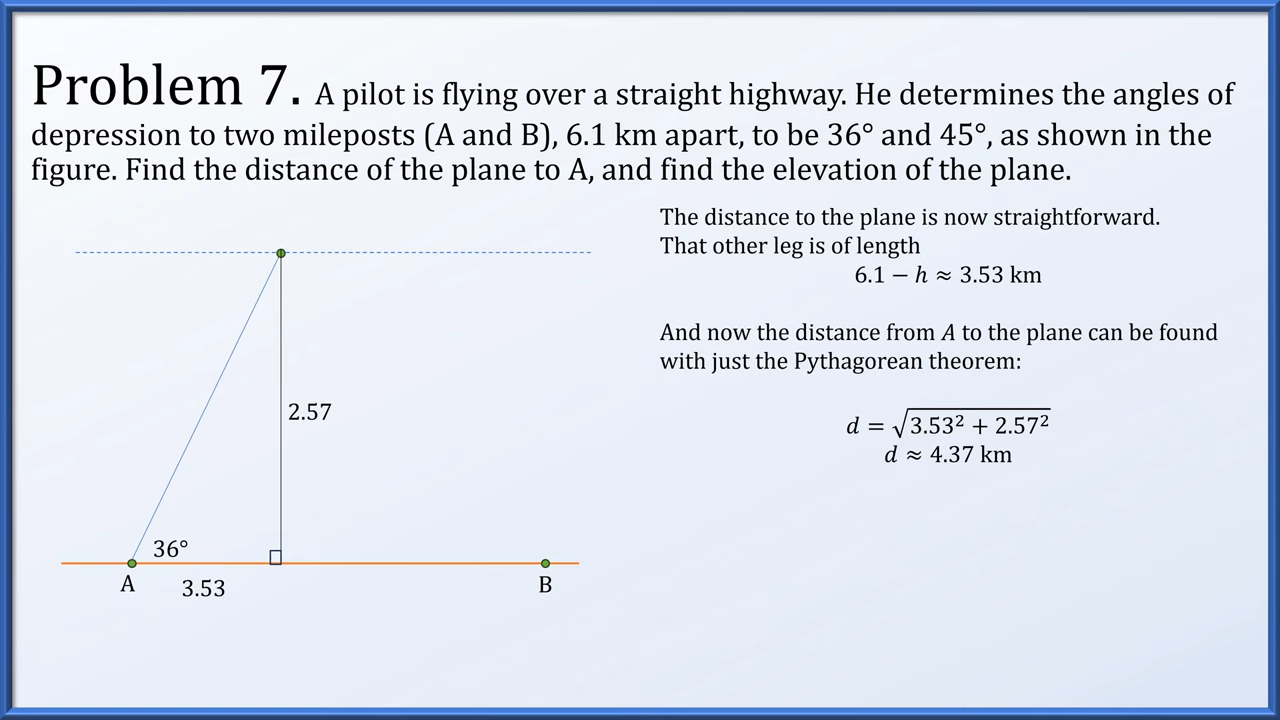 Problem 7. A pilot is flying over a straight highway. He determines the angles of
depression to two mileposts (A and B), 6.1 km apart, to be 36° and 45°, as shown in the
figure. Find the distance of the plane to A, and find the elevation of the plane.
The distance to the plane is now straightforward.
That other leg is of length
6.1 − ℎ ≈ 3.53 km
And now the distance from A to the plane can be found
with just the Pythagorean theorem:
d = √3.53² + 2.57²
d ≈ 4.37 km
2.57
36°
A
3.53
B